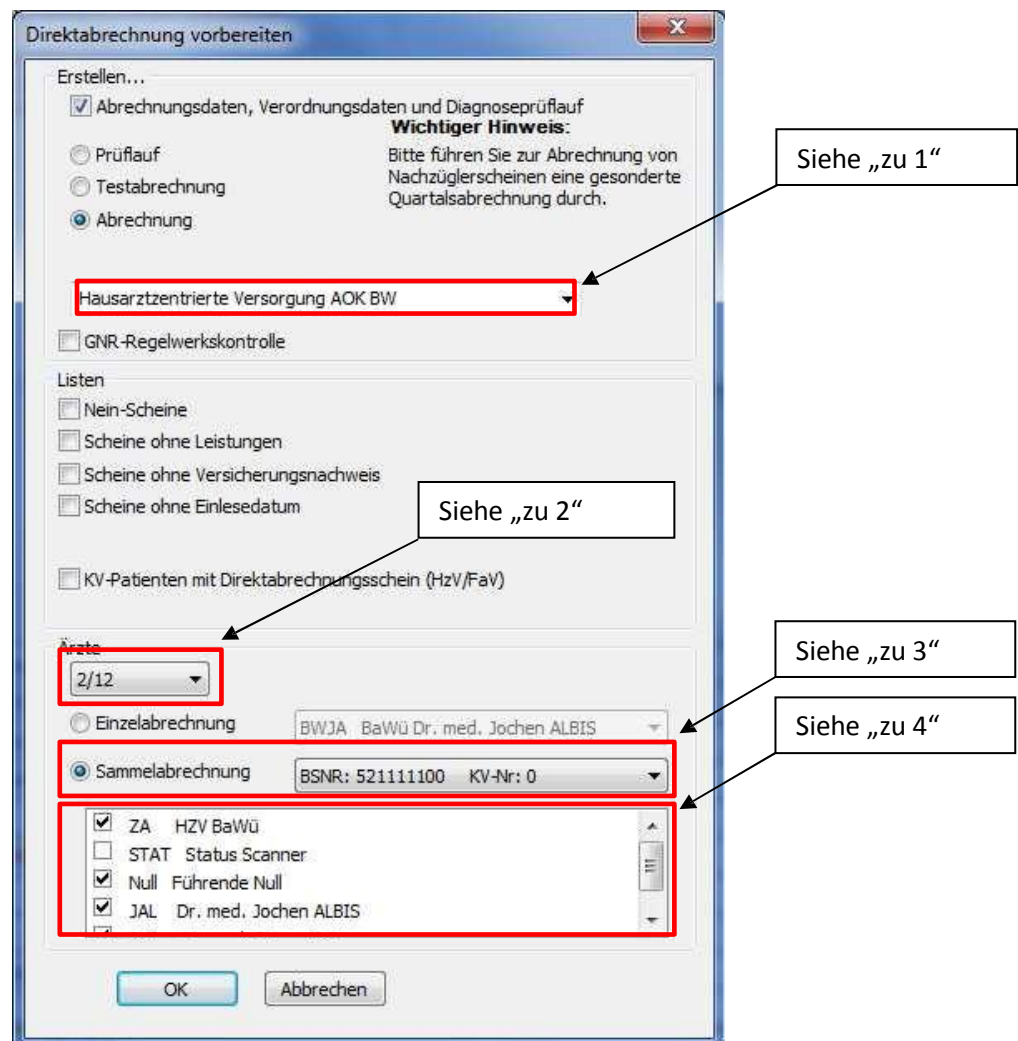 Direktabrechnung vorbereiten
Erstellen...
Abrechnungsdaten, Verordnungsdaten und Diagnoseprüflauf
Wichtiger Hinweis:
Prüflauf
Bitte führen Sie zur Abrechnung von
Nachzüglerscheinen eine gesonderte
Quartalsabrechnung durch.
Testabrechnung
Abrechnung
Siehe „zu 1“
Hausarztzentrierte Versorgung AOK BW
GNR-Regelwerkskontrolle
Listen
Nein-Scheine
Scheine ohne Leistungen
Scheine ohne Versicherungsnachweis
Scheine ohne Einlesedatum
Siehe „zu 2“
KV-Patienten mit Direktabrechnungsschein (HzV/FaV)
Ärzte
2/12
Siehe „zu 3“
Einzelabrechnung
BWJA BaWü Dr. med. Jochen ALBIS
Siehe „zu 4“
Sammelabrechnung
BSNR: 521111100 KV-Nr: 0
ZA HZV BaWü
STAT Status Scanner
Null Führende Null
JAL Dr. med. Jochen ALBIS
OK
Abbrechen